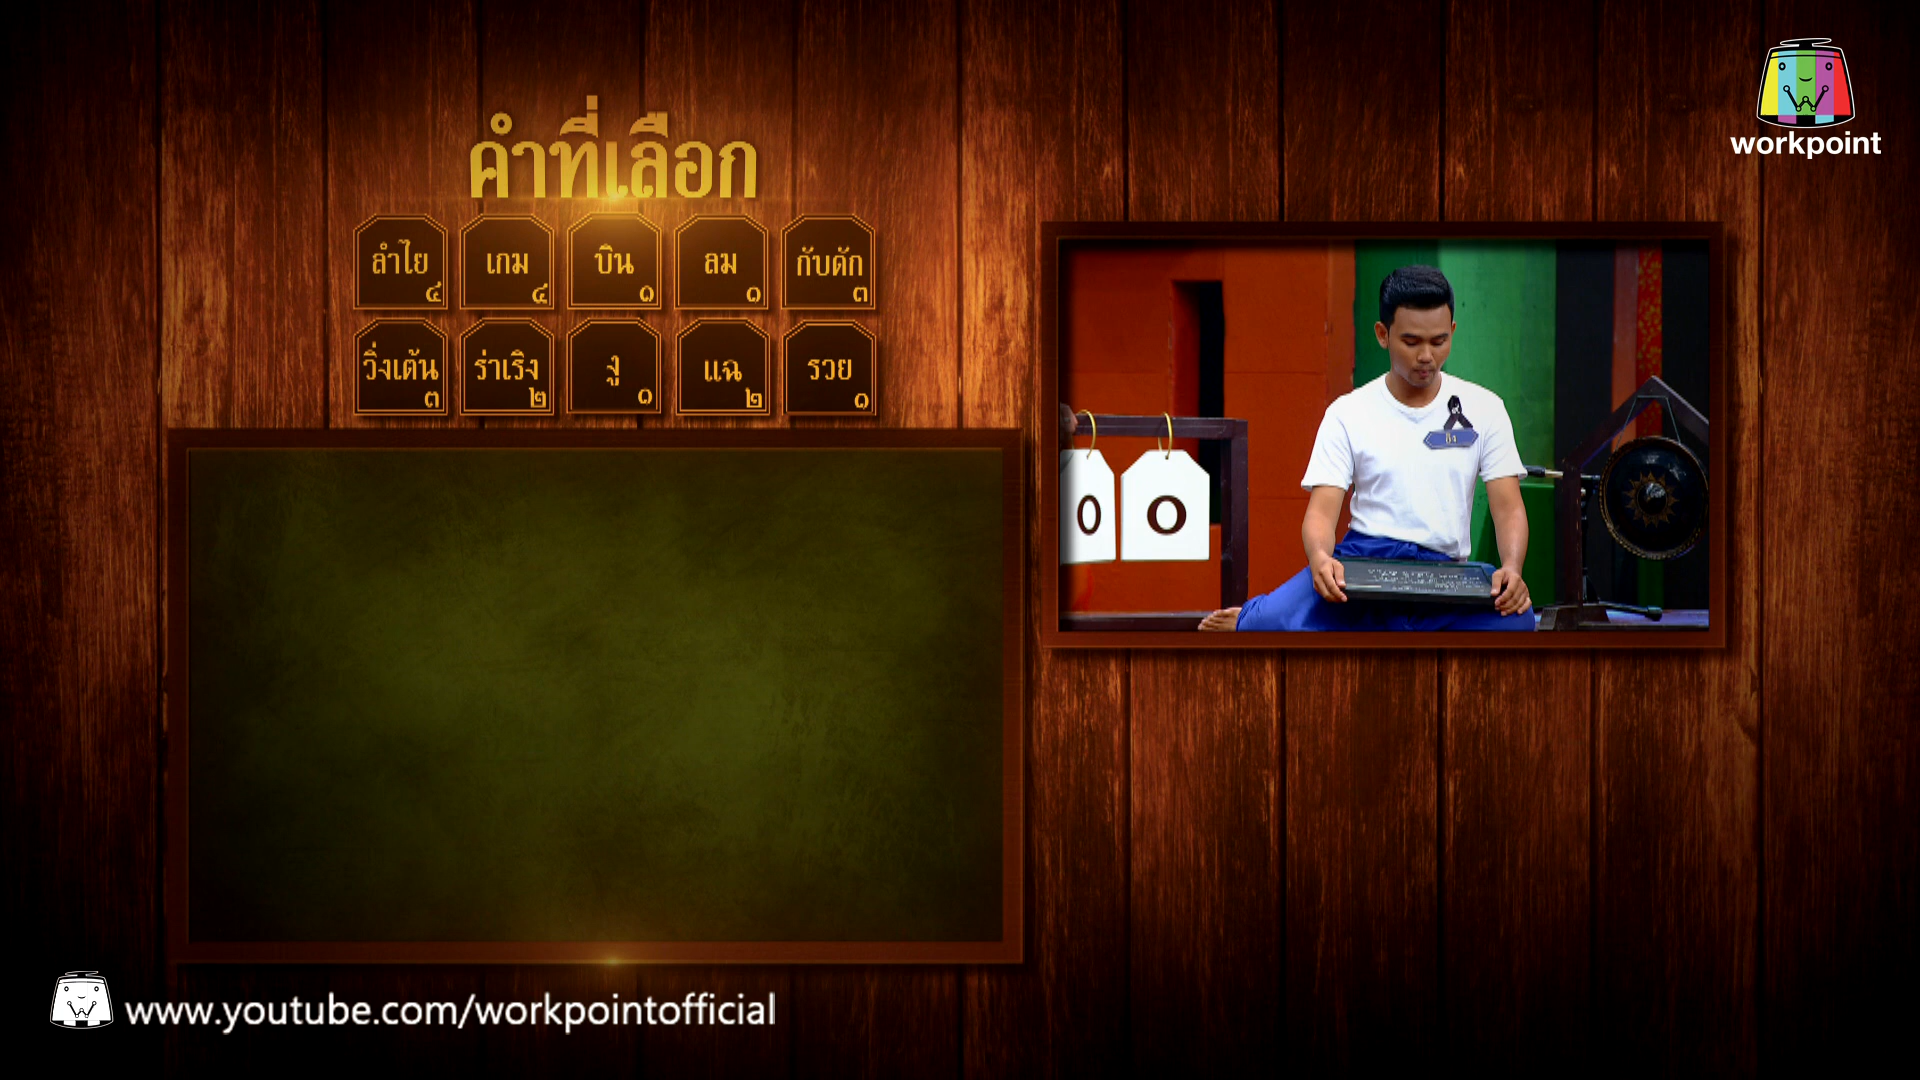 คำที่เลือก
ลำไย ๔
เกม ๔
บิน ๑
ลม ๑
กับดัก ๓
วิ่งเต้น ๓
ร่าเริง ๒
งู ๑
แฉ ๒
รวย ๑
workpoint
0 0
www.youtube.com/workpointofficial